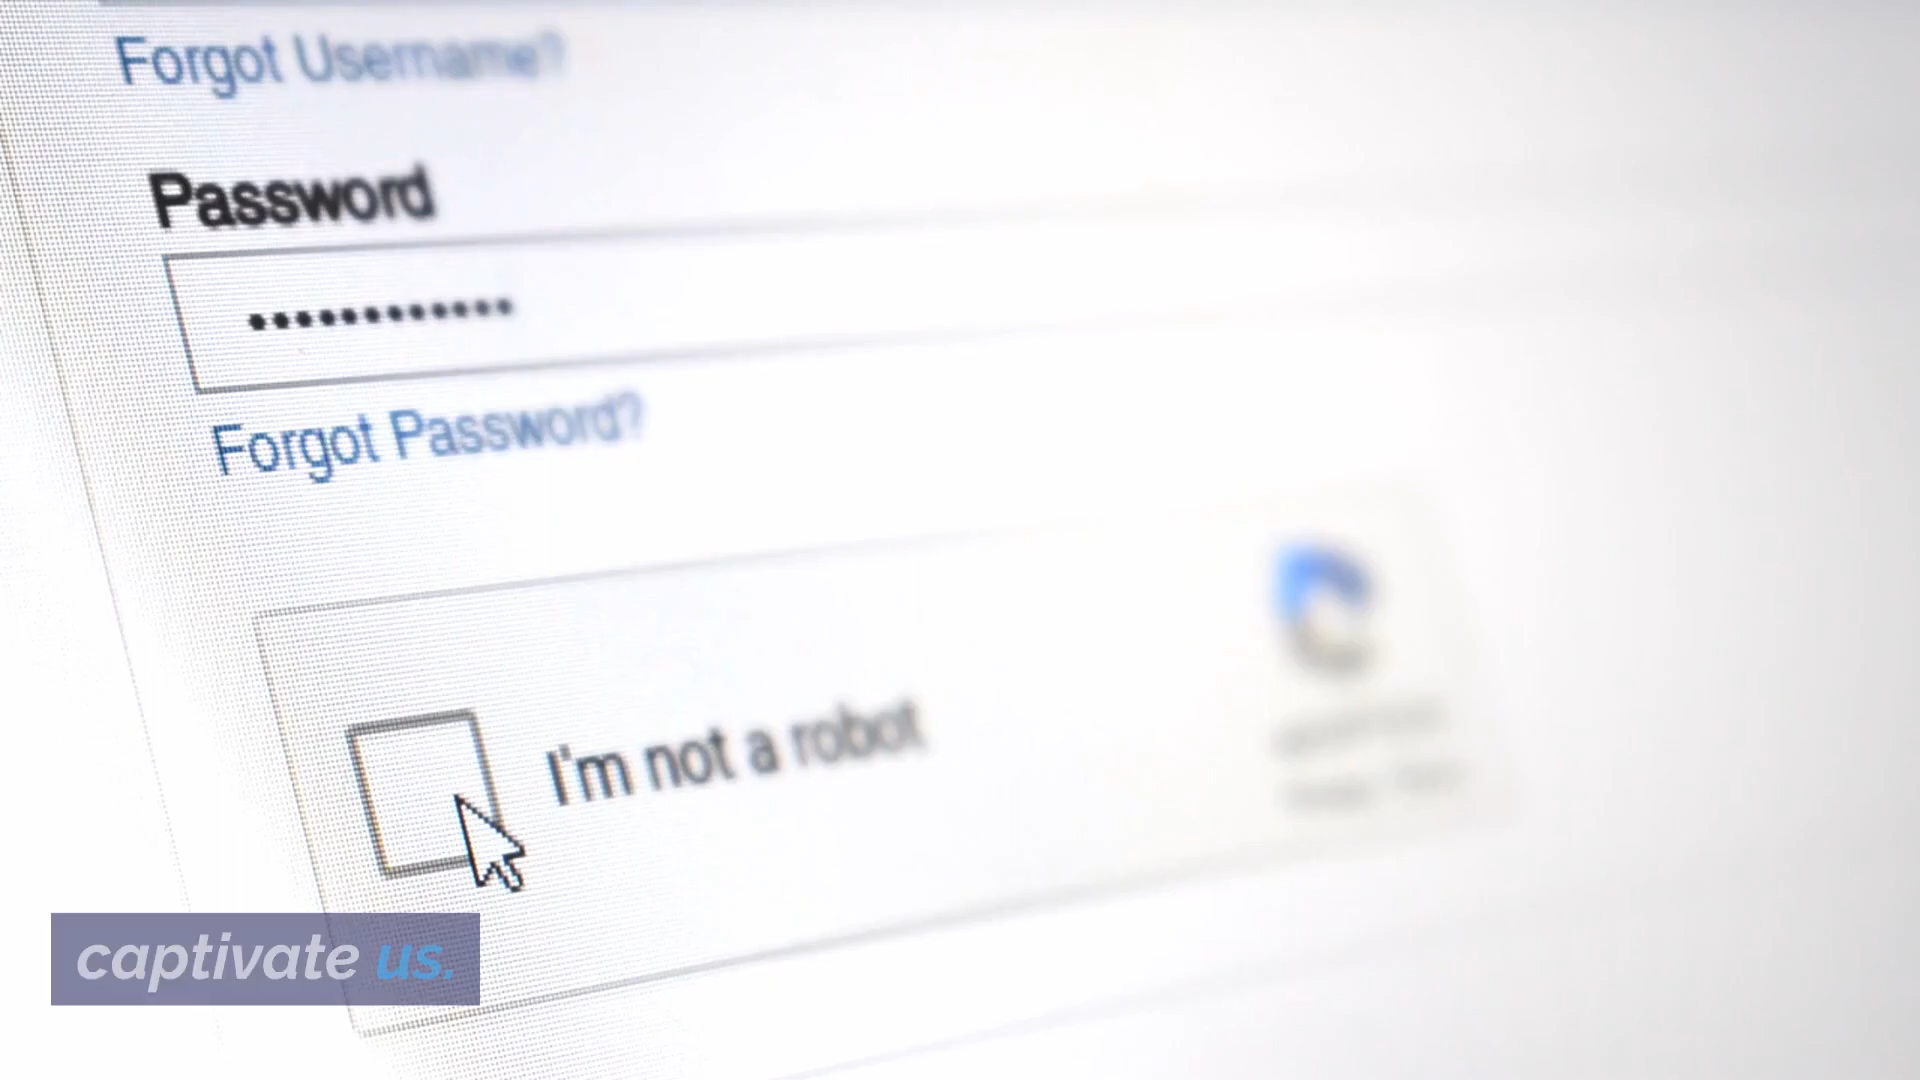 Forgot Username?
Password
Forgot Password?
I'm not a robot
captivate us.